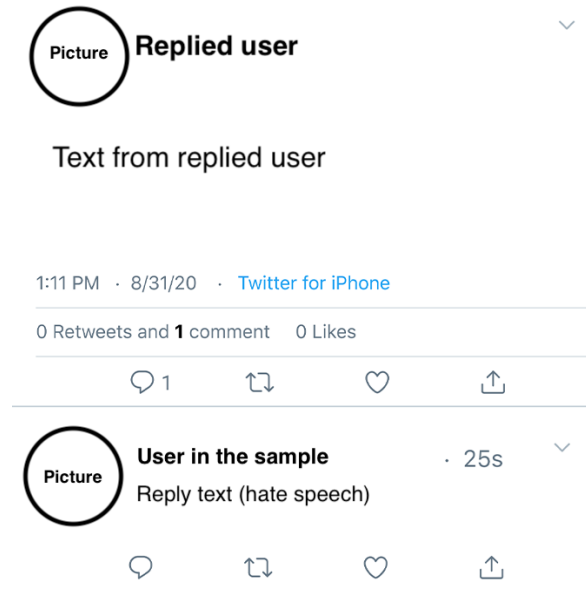 Picture
Replied user
Text from replied user
1:11 PM · 8/31/20 · Twitter for iPhone
0 Retweets and 1 comment 0 Likes
1
Picture
User in the sample · 25s
Reply text (hate speech)